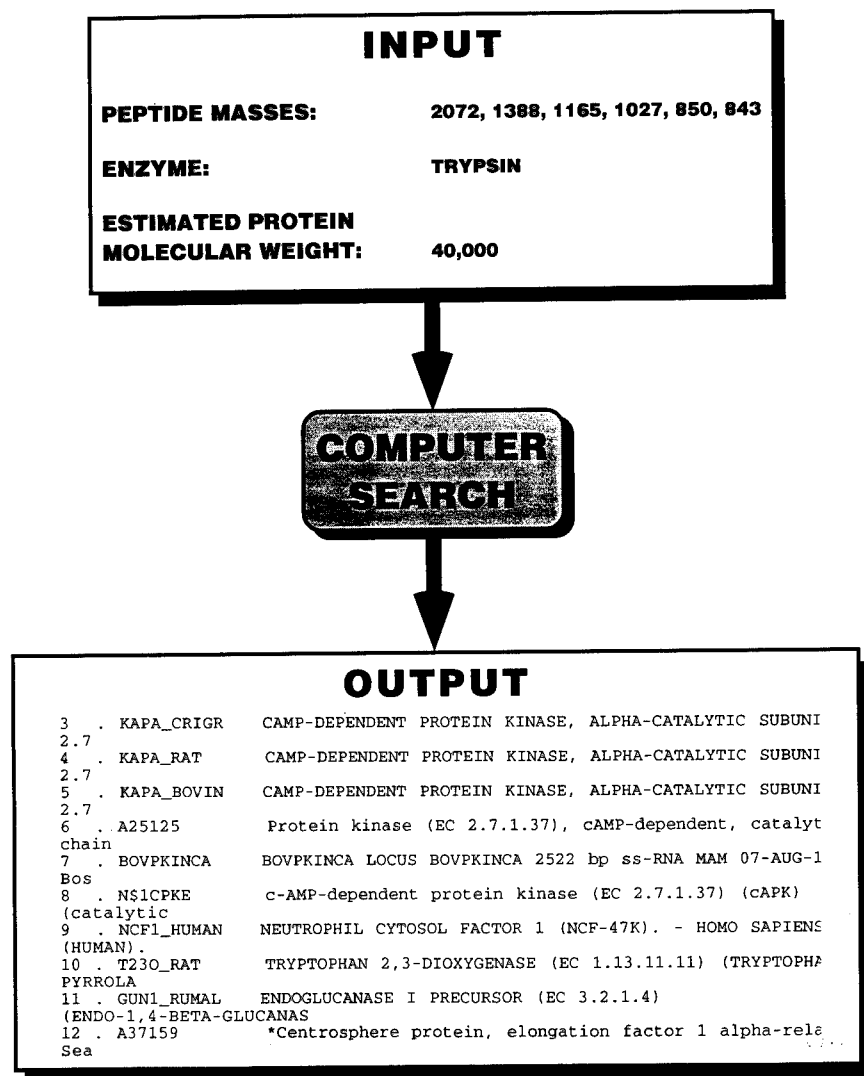 INPUT
PEPTIDE MASSES: 2072, 1388, 1165, 1027, 850, 843
ENZYME: TRYPSIN
ESTIMATED PROTEIN
MOLECULAR WEIGHT: 40,000
COMPUTER
SEARCH
OUTPUT
3 . KAPA_CRIGR CAMP-DEPENDENT PROTEIN KINASE, ALPHA-CATALYTIC SUBUNI
2.7
4 . KAPA_RAT CAMP-DEPENDENT PROTEIN KINASE, ALPHA-CATALYTIC SUBUNI
2.7
5 . KAPA_BOVIN CAMP-DEPENDENT PROTEIN KINASE, ALPHA-CATALYTIC SUBUNI
2.7
6 . A25125 Protein kinase (EC 2.7.1.37), cAMP-dependent, catalyt
chain
7 . BOVPKINCA BOVPKINCA LOCUS BOVPKINCA 2522 bp ss-RNA MAM 07-AUG-1
Bos
8 . N$1CPKE c-AMP-dependent protein kinase (EC 2.7.1.37) (cAPK)
(catalytic
9 . NCF1_HUMAN NEUTROPHIL CYTOSOL FACTOR 1 (NCF-47K). - HOMO SAPIENS
(HUMAN).
10 . T23O_RAT TRYPTOPHAN 2,3-DIOXYGENASE (EC 1.13.11.11) (TRYPTOPHA
PYRROLA
11 . GUN1_RUMAL ENDOGLUCANASE I PRECURSOR (EC 3.2.1.4)
(ENDO-1,4-BETA-GLUCANAS
12 . A37159 *Centrosphere protein, elongation factor 1 alpha-rela
Sea